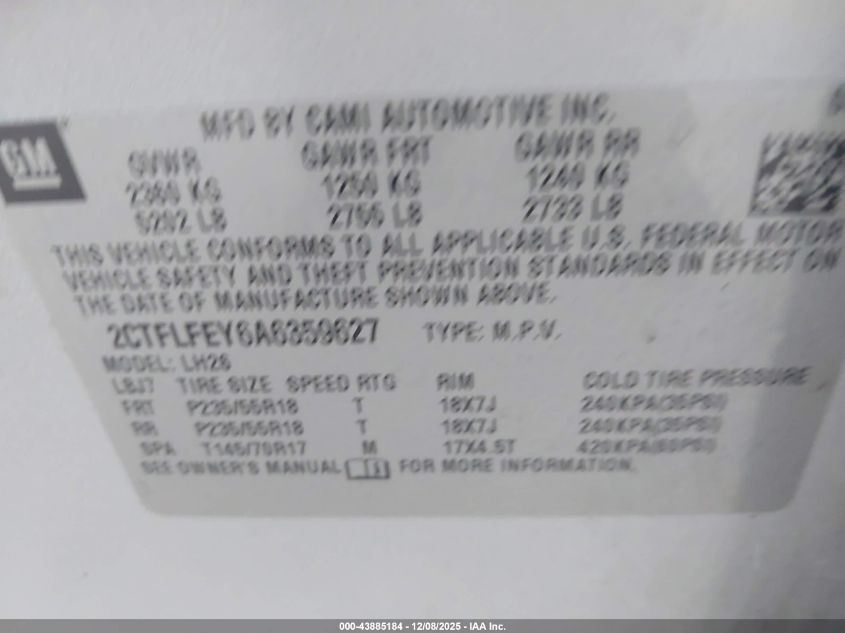 GM
MFD BY CAMI AUTOMOTIVE INC.
GVWR GAWR FRT GAWR RR
2360 KG 1250 KG 1240 KG
5202 LB 2755 LB 2733 LB
THIS VEHICLE CONFORMS TO ALL APPLICABLE U.S. FEDERAL MOTOR
VEHICLE SAFETY AND THEFT PREVENTION STANDARDS IN EFFECT ON
THE DATE OF MANUFACTURE SHOWN ABOVE.
2CTFLFEY6A6359627 TYPE: M.P.V.
MODEL: LH26
L8J7 TIRE SIZE SPEED RTG RIM COLD TIRE PRESSURE
FRT P235/55R18 T 18X7J 240KPA(35PSI)
RR P235/55R18 T 18X7J 240KPA(35PSI)
SPA T145/70R17 M 17X4.5T 420KPA(60PSI)
SEE OWNER'S MANUAL FOR MORE INFORMATION.
000-43885184 - 12/08/2025 - IAA Inc.